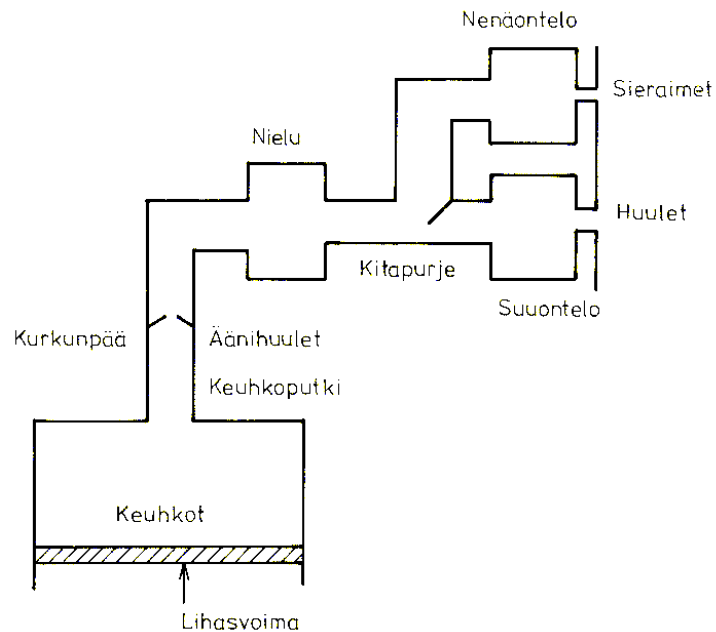 Nenäontelo
Sieraimet
Nielu
Huulet
Kitapurje
Suuontelo
Kurkunpää
Äänihuulet
Keuhkoputki
Keuhkot
Lihasvoima